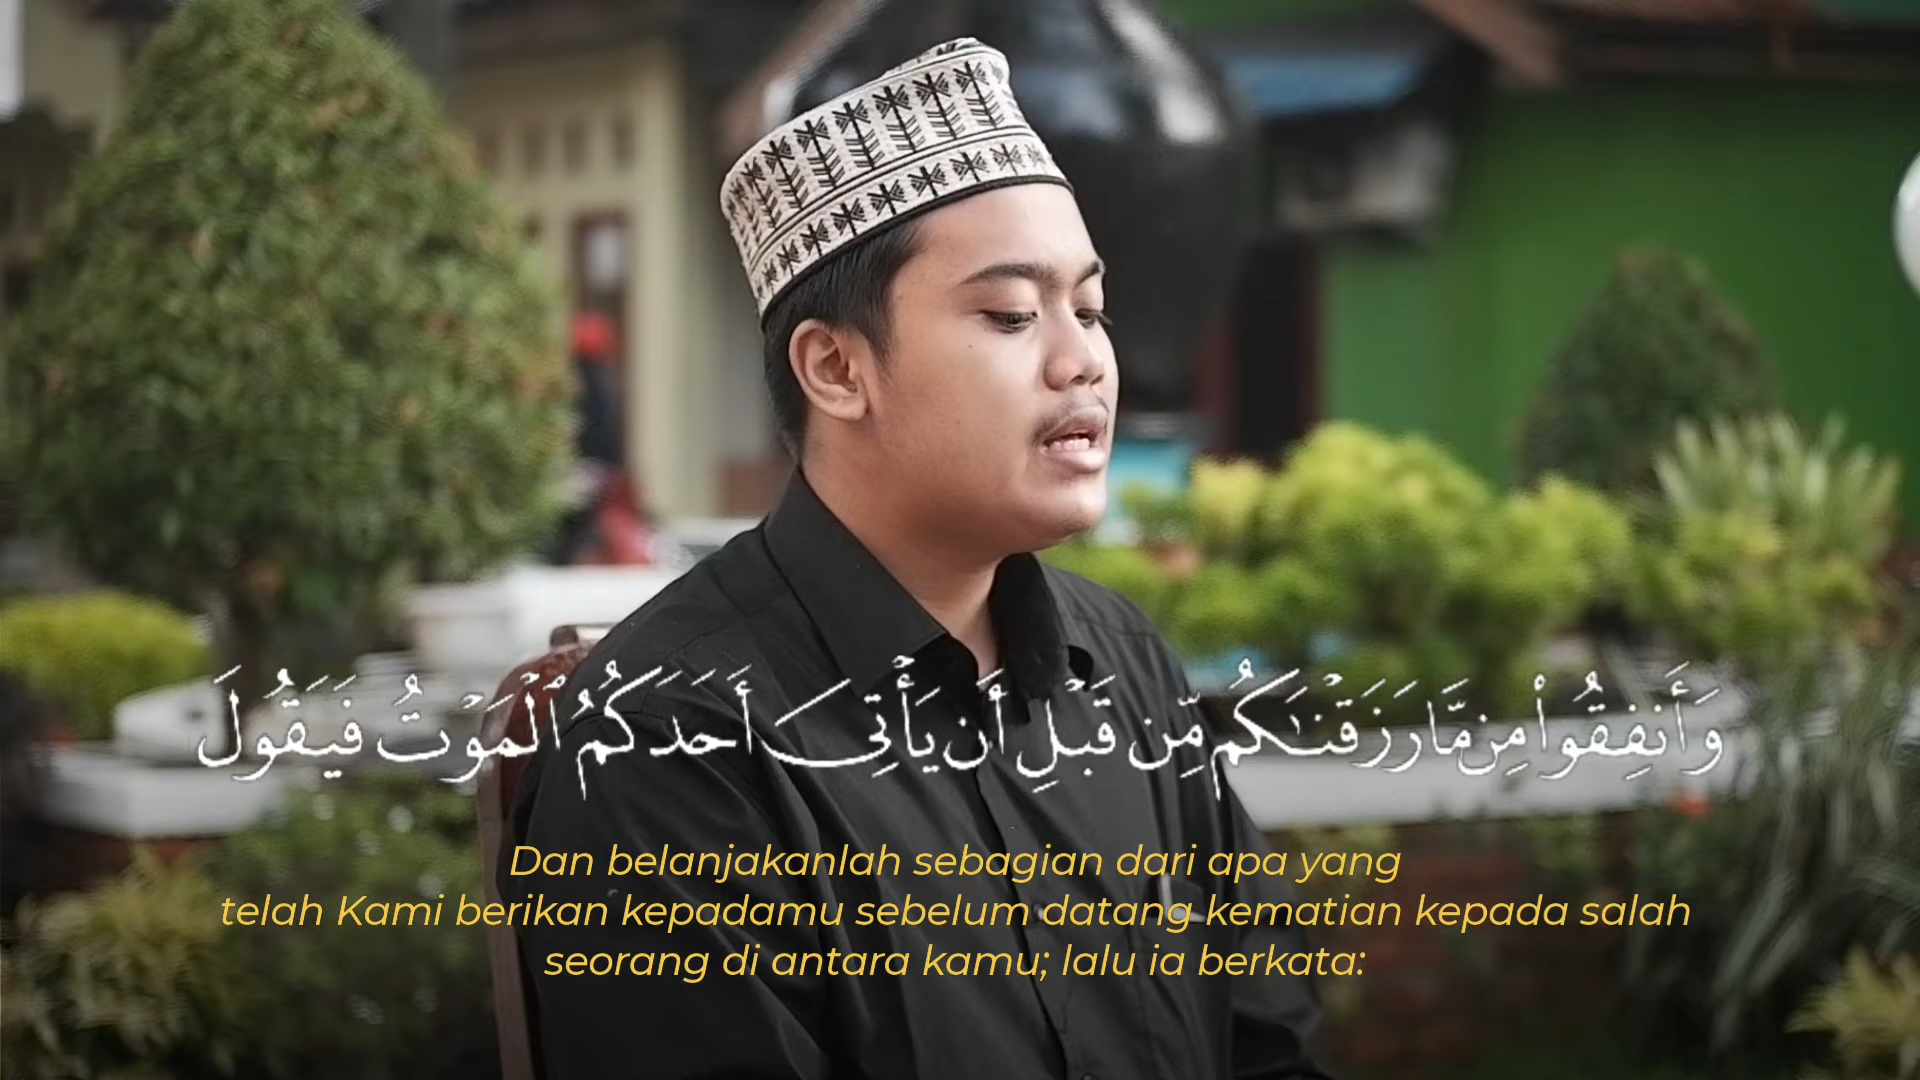 وَأَنفِقُوا۟ مِن مَّا رَزَقْنَـٰكُم مِّن قَبْلِ أَن يَأْتِىَ أَحَدَكُمُ ٱلْمَوْتُ فَيَقُولَ
Dan belanjakanlah sebagian dari apa yang
telah Kami berikan kepadamu sebelum datang kematian kepada salah
seorang di antara kamu; lalu ia berkata: